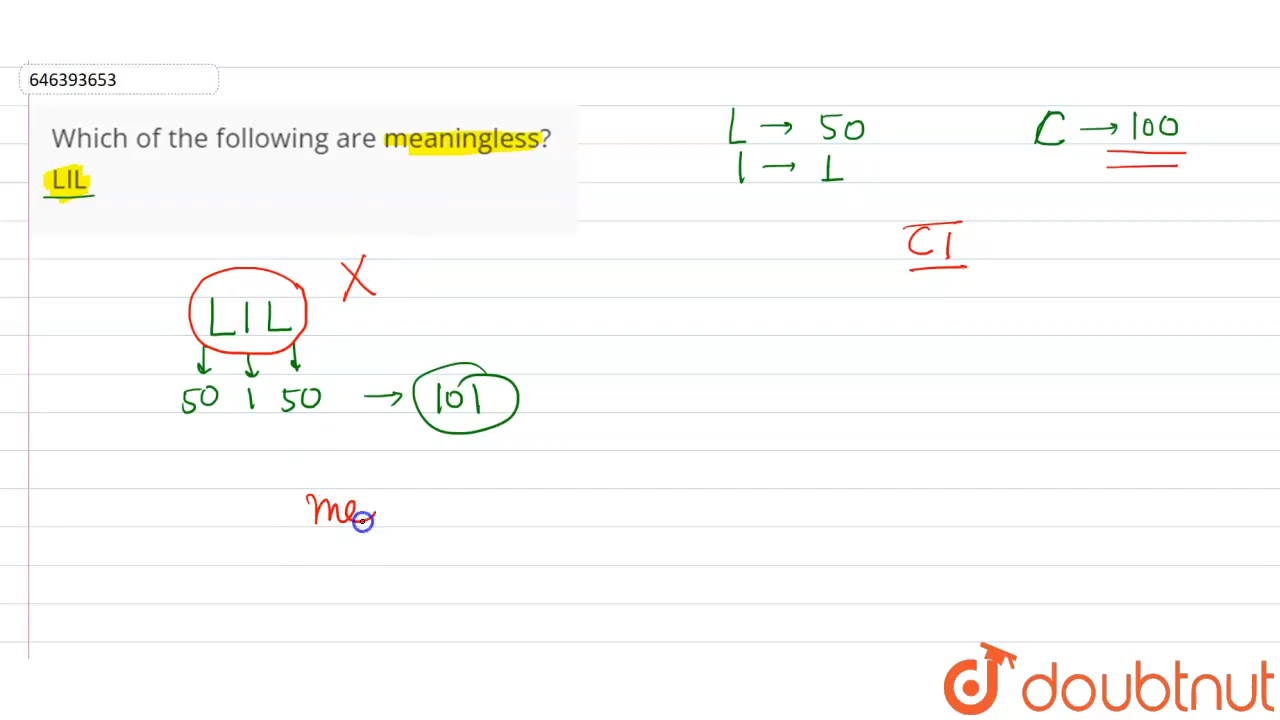 646393653
Which of the following are meaningless?
LIL
L → 50
I → 1
C → 100
CI
LIL X
50 1 50 → 101
me
doubtnut